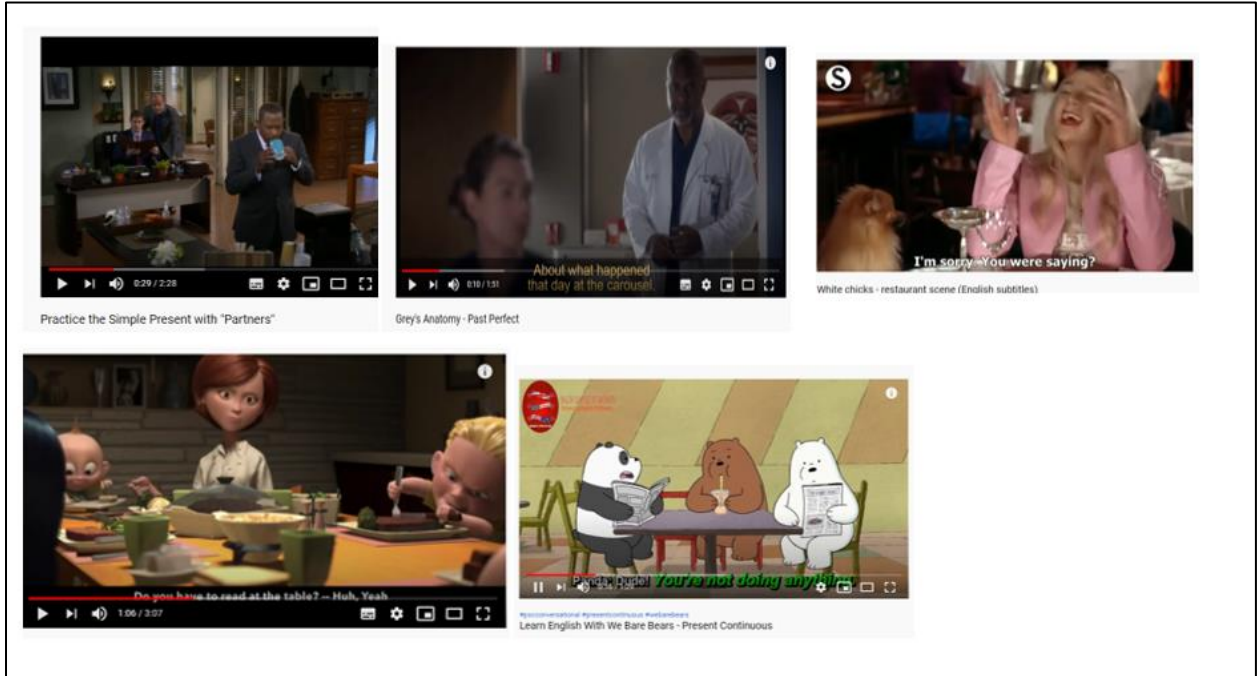 0:29 / 2:28
Practice the Simple Present with "Partners"
About what happened
that day at the carousel.
0:10 / 1:51
Grey's Anatomy - Past Perfect
S
I'm sorry. You were saying?
White chicks - restaurant scene (English subtitles)
Do you have to read at the table? -- Huh, Yeah
1:06 / 3:07
Panda: Dude! You're not doing anything.
#yocconversational #presentcontinuous #webarebears
Learn English With We Bare Bears - Present Continuous